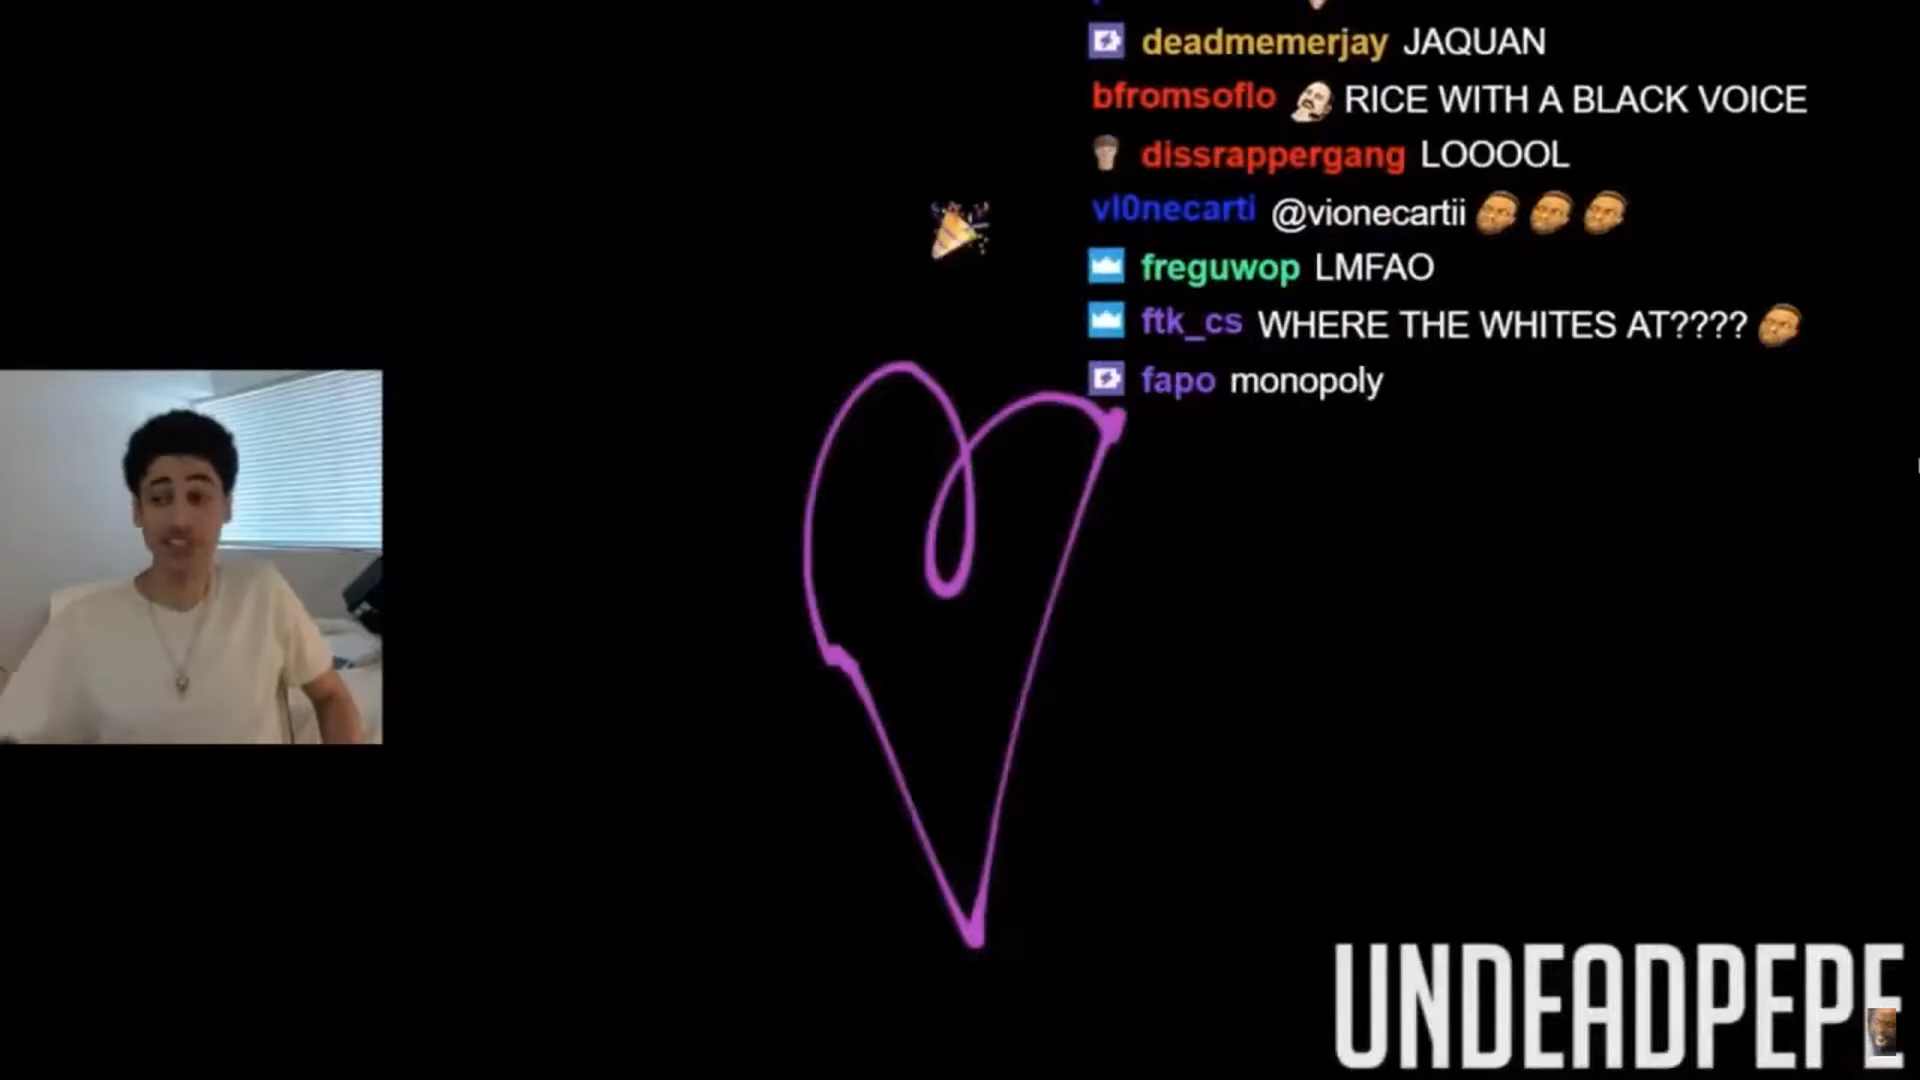 deadmemerjay JAQUAN
bfromsoflo RICE WITH A BLACK VOICE
dissrappergang LOOOOL
vl0necarti @vionecartii
freguwop LMFAO
ftk_cs WHERE THE WHITES AT????
fapo monopoly
UNDEADPEPE